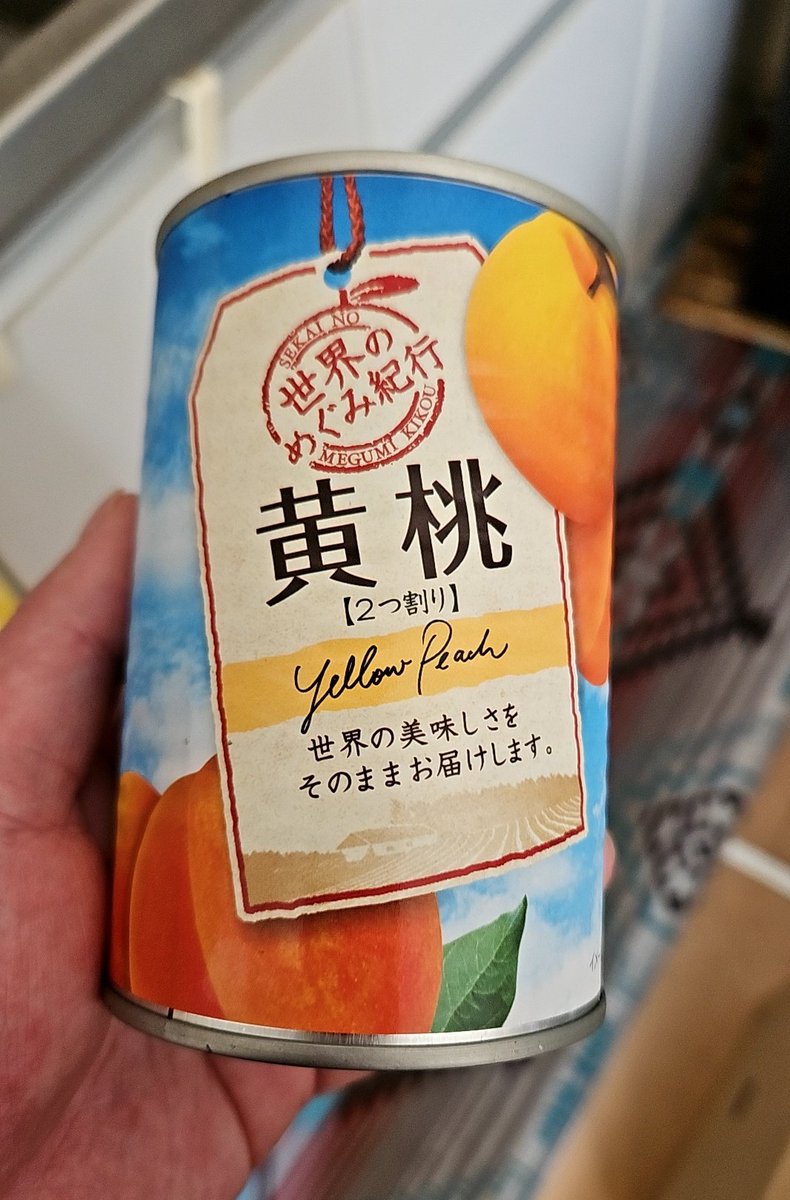 SEKAI NO
世界の
めぐみ紀行
MEGUMI KIKOU
黄桃
【2つ割り】
Yellow Peach
世界の美味しさを
そのままお届けします。